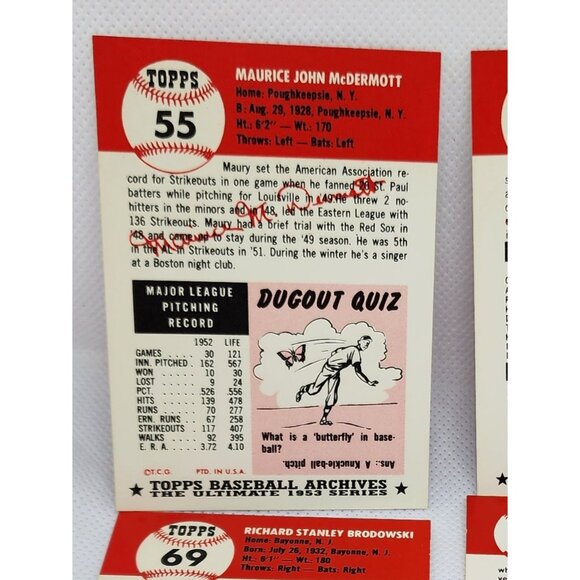 TOPPS
55
MAURICE JOHN McDERMOTT
Home: Poughkeepsie, N. Y.
B: Aug. 29, 1928, Poughkeepsie, N. Y.
Ht.: 6'2" — Wt.: 170
Throws: Left — Bats: Left
Maury set the American Association re-
cord for Strikeouts in one game when he fanned 20 St. Paul
batters while pitching for Louisville in '49. He threw 2 no-
hitters in the minors and in '48, led the Eastern League with
136 Strikeouts. Maury had a brief trial with the Red Sox in
'48 and came up to stay during the '49 season. He was 5th
in the AL in Strikeouts in '51. During the winter he's a singer
at a Boston night club.
Maurice McDermott
MAJOR LEAGUE
PITCHING
RECORD
1952 LIFE
GAMES . . . 30 121
INN. PITCHED . 162 567
WON . . . . 10 30
LOST . . . . 9 24
PCT. . . . . .526 .556
HITS . . . . 139 478
RUNS . . . . 70 277
ERN. RUNS . . 67 258
STRIKEOUTS . 117 407
WALKS . . . 92 395
E. R. A. . . . 3.72 4.10
©T.C.G. PTD. IN U.S.A.
DUGOUT QUIZ
What is a 'butterfly' in base-
ball?
Ans.: A Knuckle-ball pitch.
★ TOPPS BASEBALL ARCHIVES ★
THE ULTIMATE 1953 SERIES
TOPPS
69
RICHARD STANLEY BRODOWSKI
Home: Bayonne, N. J.
Born: July 26, 1932, Bayonne, N. J.
Ht.: 6'1" — Wt.: 180
Throws: Right — Bats: Right